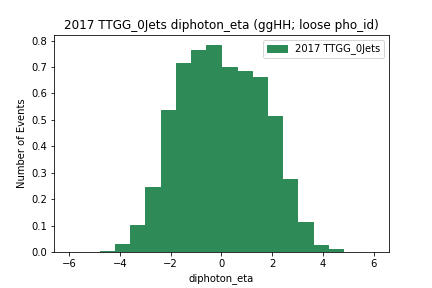 2017 TTGG_0Jets diphoton_eta (ggHH; loose pho_id)
2017 TTGG_0Jets
Number of Events
0.8
0.7
0.6
0.5
0.4
0.3
0.2
0.1
0.0
−6 −4 −2 0 2 4 6
diphoton_eta